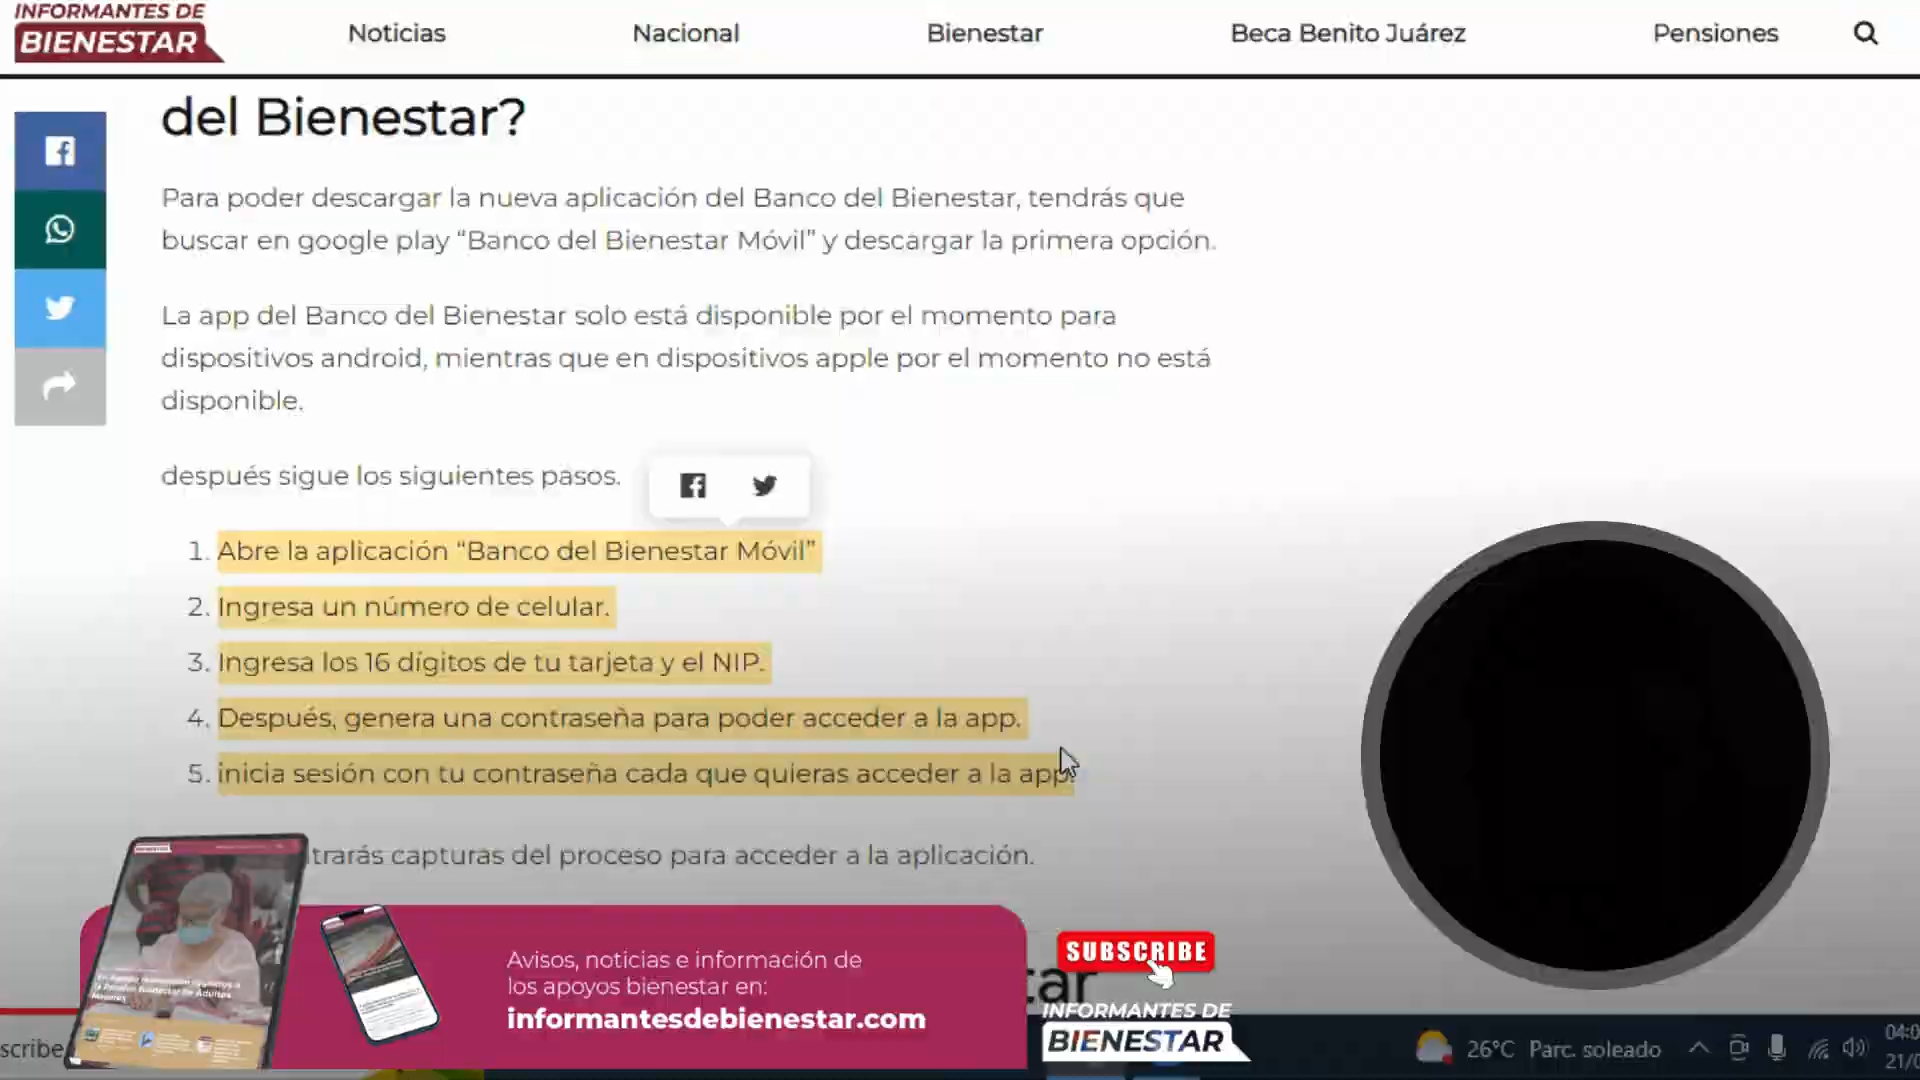 INFORMANTES DE
BIENESTAR
Noticias
Nacional
Bienestar
Beca Benito Juárez
Pensiones
del Bienestar?
Para poder descargar la nueva aplicación del Banco del Bienestar, tendrás que
buscar en google play “Banco del Bienestar Móvil” y descargar la primera opción.
La app del Banco del Bienestar solo está disponible por el momento para
dispositivos android, mientras que en dispositivos apple por el momento no está
disponible.
después sigue los siguientes pasos.
1. Abre la aplicación “Banco del Bienestar Móvil”
2. Ingresa un número de celular.
3. Ingresa los 16 dígitos de tu tarjeta y el NIP.
4. Después, genera una contraseña para poder acceder a la app.
5. inicia sesión con tu contraseña cada que quieras acceder a la app.
trarás capturas del proceso para acceder a la aplicación.
Avisos, noticias e información de
los apoyos bienestar en:
informantesdebienestar.com
SUBSCRIBE
INFORMANTES DE
BIENESTAR
scribe
26°C Parc. soleado
04:0
21/0